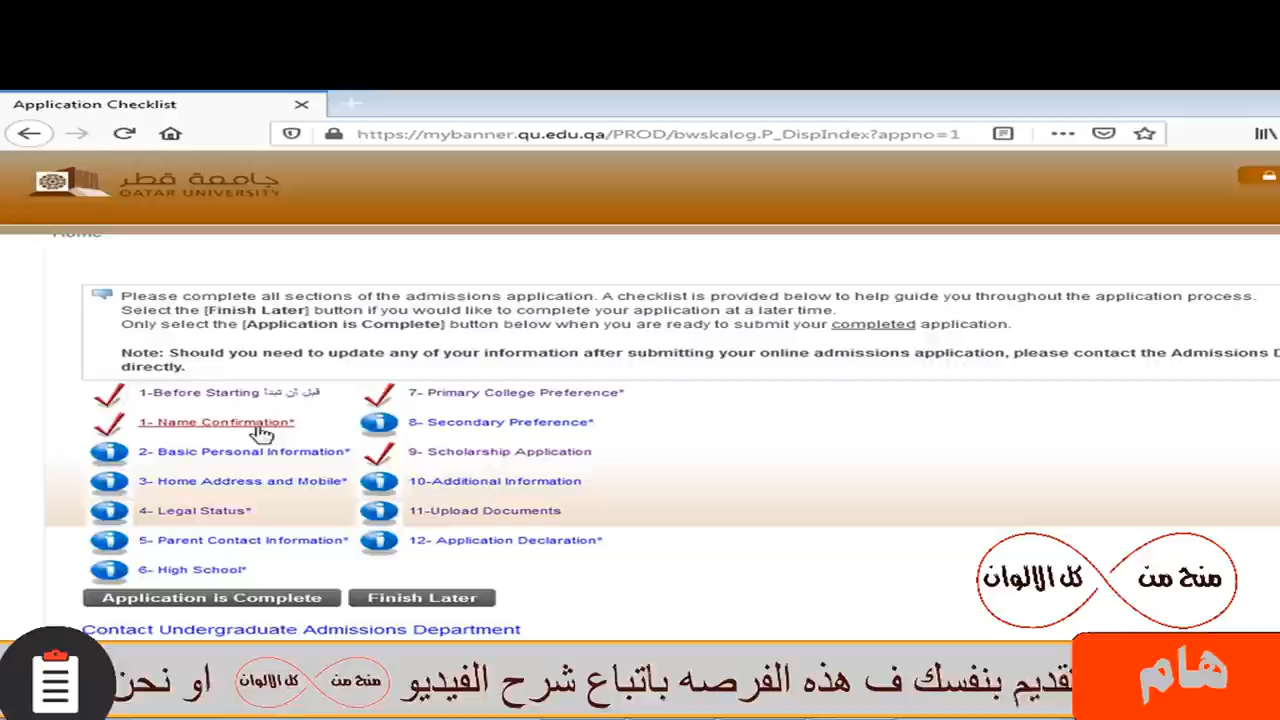 Application Checklist
https://mybanner.qu.edu.qa/PROD/bwskalog.P_DispIndex?appno=1
جامعة قطر
QATAR UNIVERSITY
Home
Please complete all sections of the admissions application. A checklist is provided below to help guide you throughout the application process.
Select the [Finish Later] button if you would like to complete your application at a later time.
Only select the [Application is Complete] button below when you are ready to submit your completed application.
Note: Should you need to update any of your information after submitting your online admissions application, please contact the Admissions D
directly.
1-Before Starting قبل أن تبدأ
1- Name Confirmation*
2- Basic Personal Information*
3- Home Address and Mobile*
4- Legal Status*
5- Parent Contact Information*
6- High School*
7- Primary College Preference*
8- Secondary Preference*
9- Scholarship Application
10-Additional Information
11-Upload Documents
12- Application Declaration*
Application is Complete
Finish Later
Contact Undergraduate Admissions Department
منح من كل الالوان
هام
تقديم بنفسك ف هذه الفرصه باتباع شرح الفيديو منح من كل الالوان او نحن